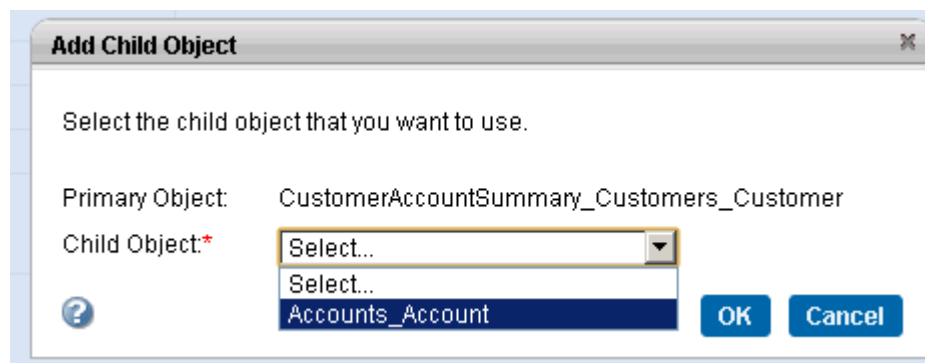 Add Child Object
Select the child object that you want to use.
Primary Object: CustomerAccountSummary_Customers_Customer
Child Object:* Select...
Select...
Accounts_Account
? OK Cancel